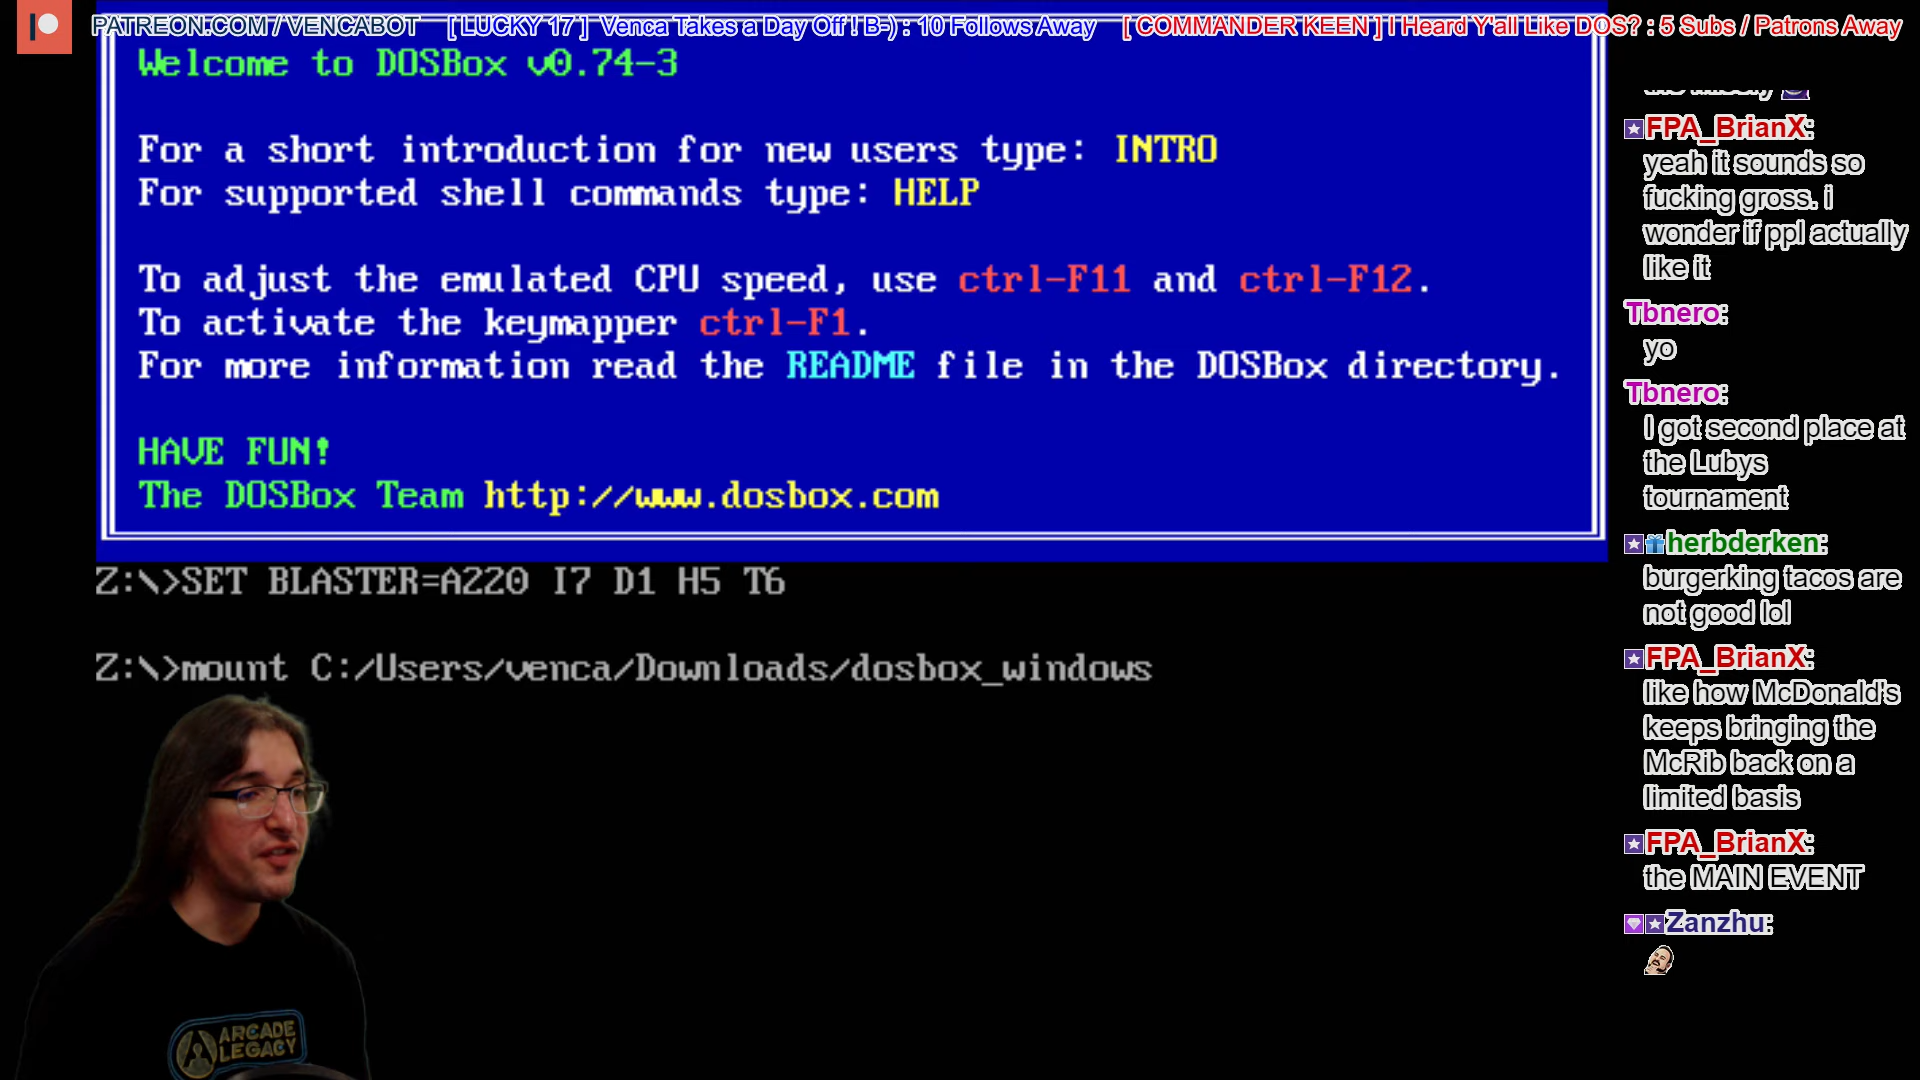 PATREON.COM / VENCABOT [ LUCKY 17 ] Venca Takes a Day Off ! B-) : 10 Follows Away [ COMMANDER KEEN ] I Heard Y'all Like DOS? : 5 Subs / Patrons Away
Welcome to DOSBox v0.74-3
For a short introduction for new users type: INTRO
For supported shell commands type: HELP
To adjust the emulated CPU speed, use ctrl-F11 and ctrl-F12.
To activate the keymapper ctrl-F1.
For more information read the README file in the DOSBox directory.
HAVE FUN!
The DOSBox Team http://www.dosbox.com
Z:\>SET BLASTER=A220 I7 D1 H5 T6
Z:\>mount C:/Users/venca/Downloads/dosbox_windows
ARCADE
LEGACY
FPA_BrianX:
yeah it sounds so
fucking gross. i
wonder if ppl actually
like it
Tbnero:
yo
Tbnero:
I got second place at
the Lubys
tournament
herbderken:
burgerking tacos are
not good lol
FPA_BrianX:
like how McDonald's
keeps bringing the
McRib back on a
limited basis
FPA_BrianX:
the MAIN EVENT
Zanzhu: